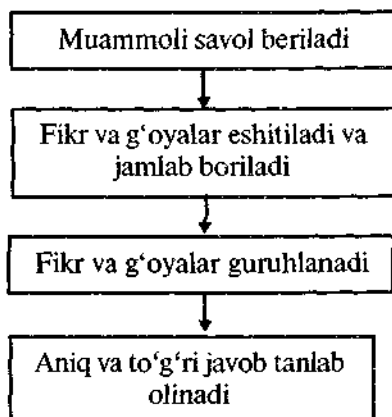 Muammoli savol beriladi
Fikr va g‘oyalar eshitiladi va
jamlab boriladi
Fikr va g‘oyalar guruhlanadi
Aniq va to‘g‘ri javob tanlab
olinadi